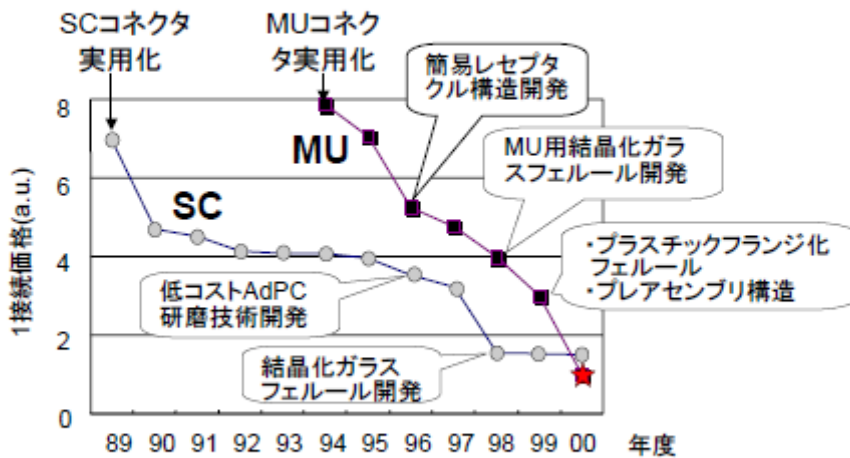 SCコネクタ
実用化
MUコネク
タ実用化
簡易レセプタ
クル構造開発
MU用結晶化ガラ
スフェルール開発
・プラスチックフランジ化
フェルール
・プレアセンブリ構造
MU
SC
低コストAdPC
研磨技術開発
結晶化ガラス
フェルール開発
1接続価格(a.u.)
8
6
4
2
0
89 90 91 92 93 94 95 96 97 98 99 00 年度